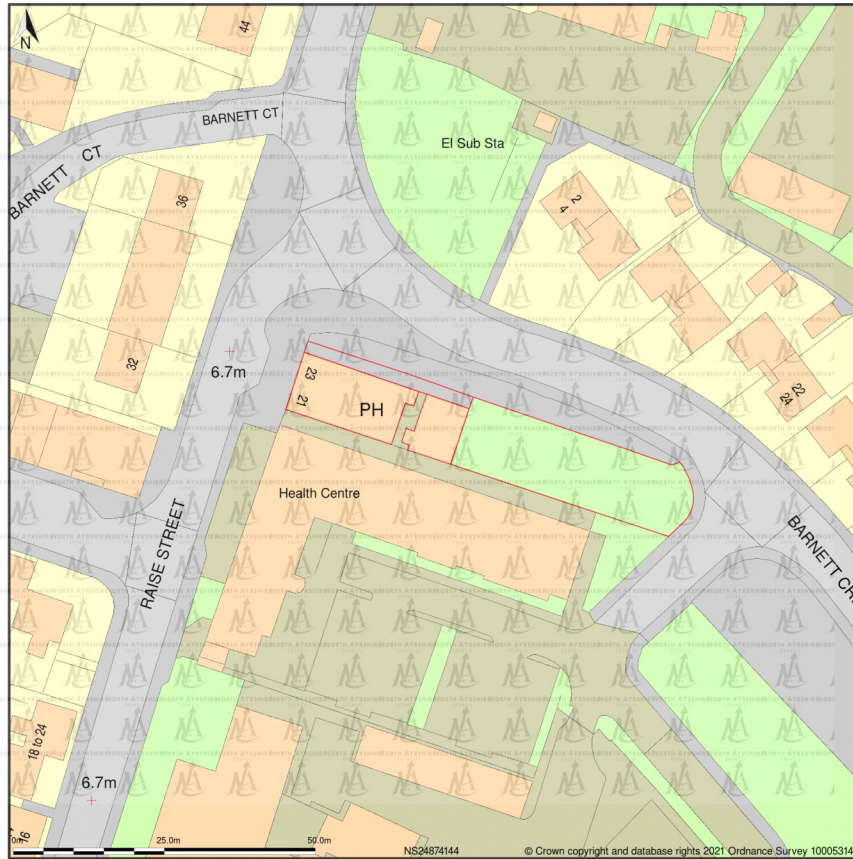 N
44
BARNETT CT
El Sub Sta
BARNETT CT
36
2
4
32
6.7m
23
21
PH
22
24
Health Centre
RAISE STREET
BARNETT CR
18 to 24
6.7m
16
0m
25.0m
50.0m
NS24874144
© Crown copyright and database rights 2021 Ordnance Survey 10005314